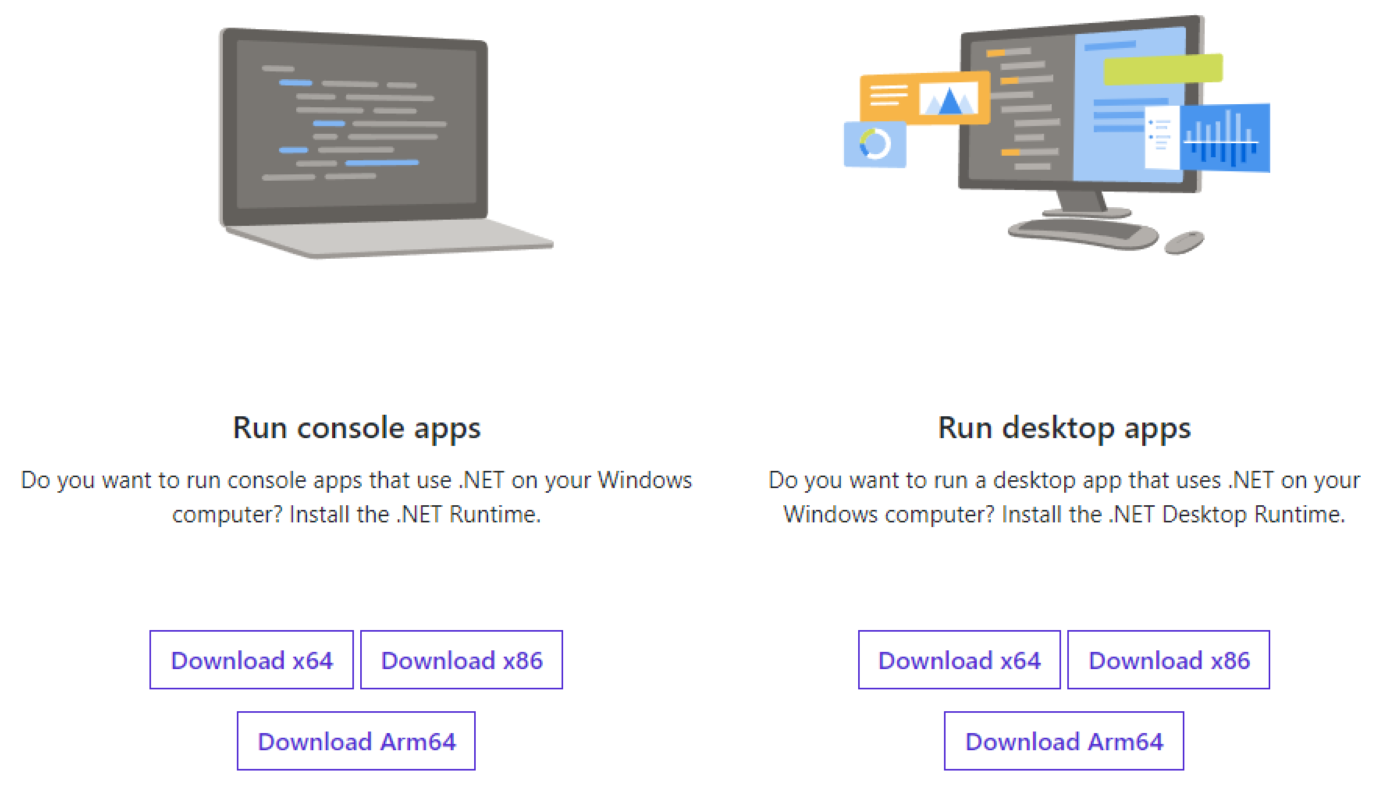 Run console apps
Do you want to run console apps that use .NET on your Windows
computer? Install the .NET Runtime.
Download x64
Download x86
Download Arm64
Run desktop apps
Do you want to run a desktop app that uses .NET on your
Windows computer? Install the .NET Desktop Runtime.
Download x64
Download x86
Download Arm64